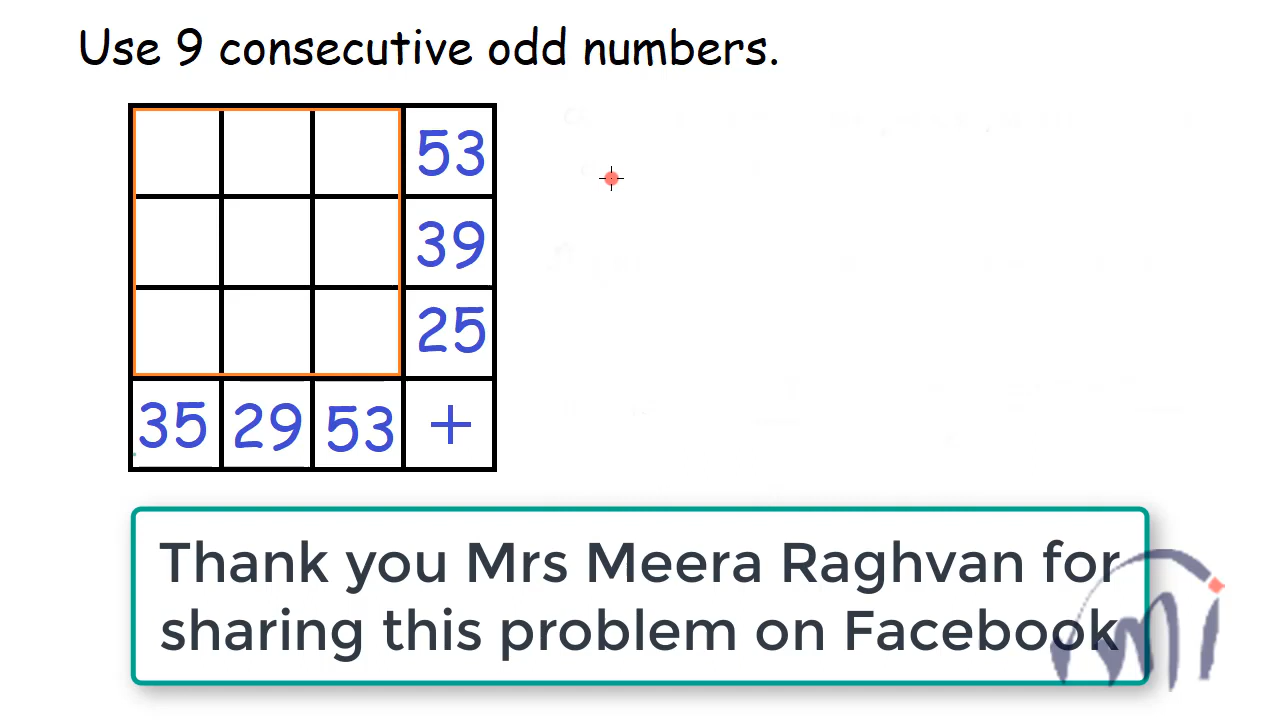 Use 9 consecutive odd numbers.
53
39
25
35 29 53 +
Thank you Mrs Meera Raghvan for
sharing this problem on Facebook
mi